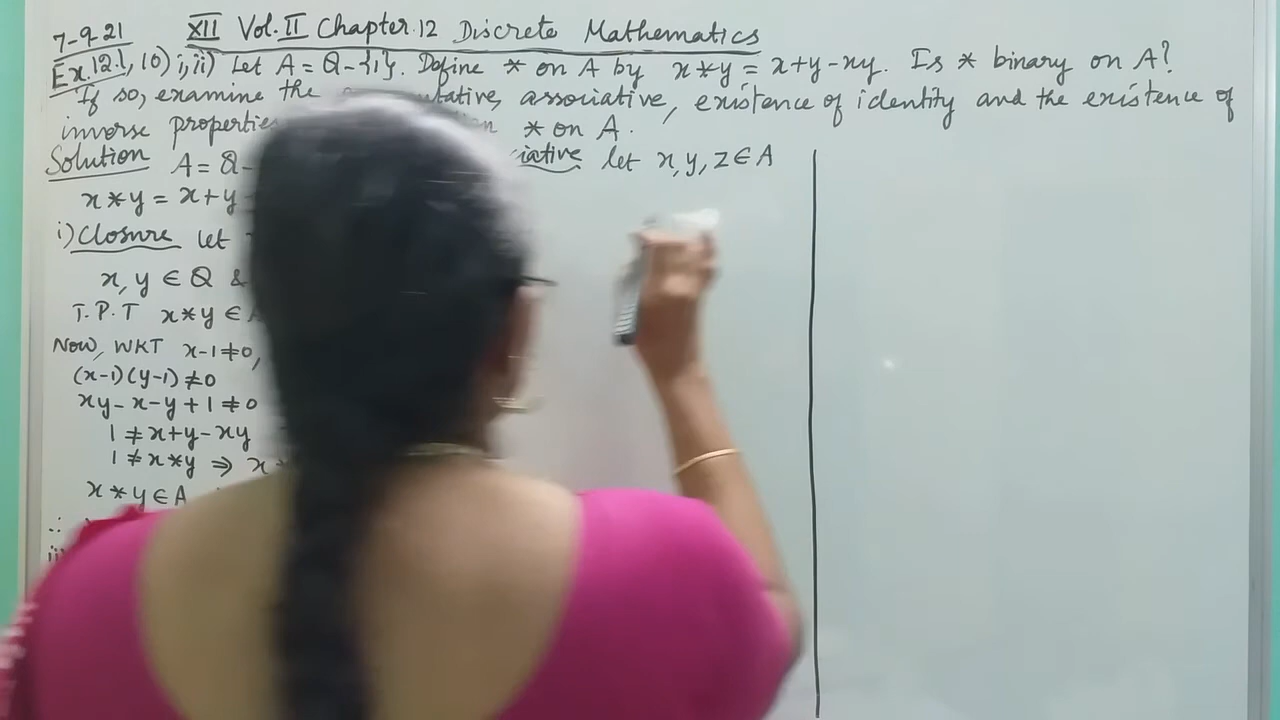 7-9-21 XII Vol. II Chapter.12 Discrete Mathematics
Ex.12.1, 10) i, ii) Let A = Q-{1}. Define * on A by x*y = x+y-xy. Is * binary on A?
If so, examine the associative, existence of identity and the existence of
inverse properties * on A.
Solution A = Q-
x*y = x+y
i) Closure let
x, y ∈ Q &
T.P.T x*y ∈ A
Now, WKT x-1≠0,
(x-1)(y-1)≠0
xy-x-y+1≠0
1≠x+y-xy
1≠x*y ⇒ x
x*y∈A
∴
let x, y, z ∈ A